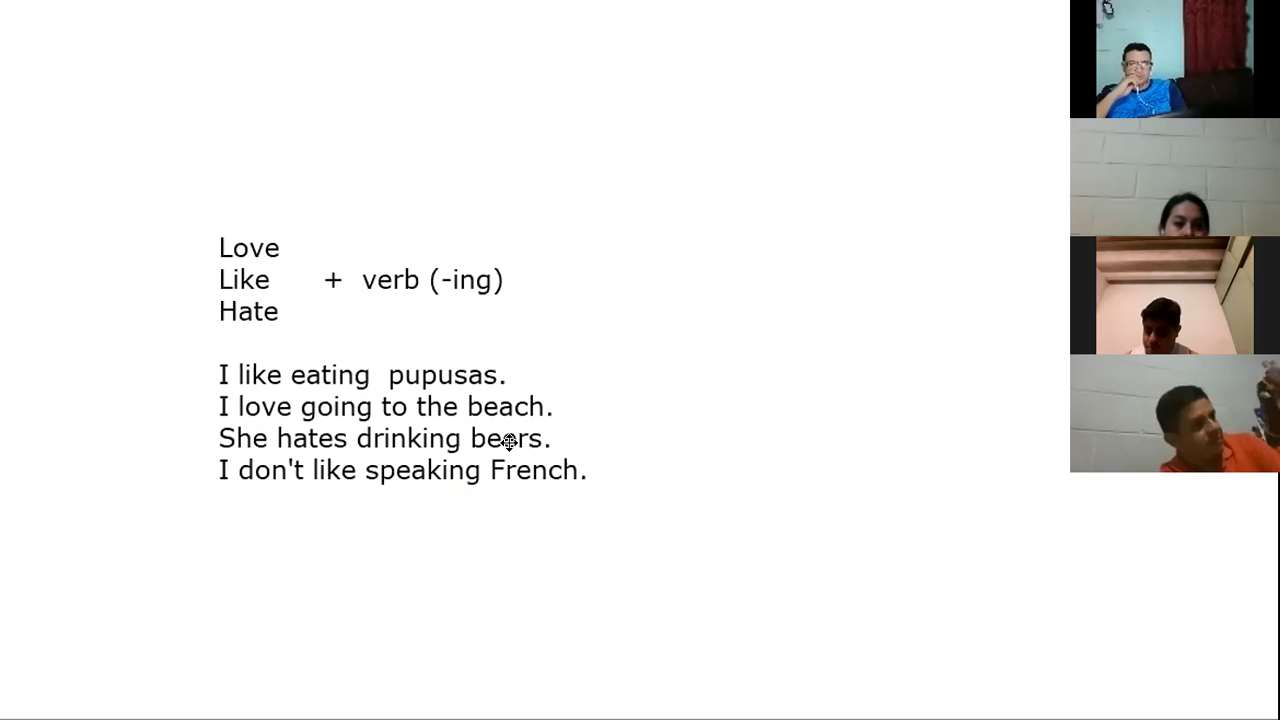 Love
Like + verb (-ing)
Hate
I like eating pupusas.
I love going to the beach.
She hates drinking beers.
I don't like speaking French.